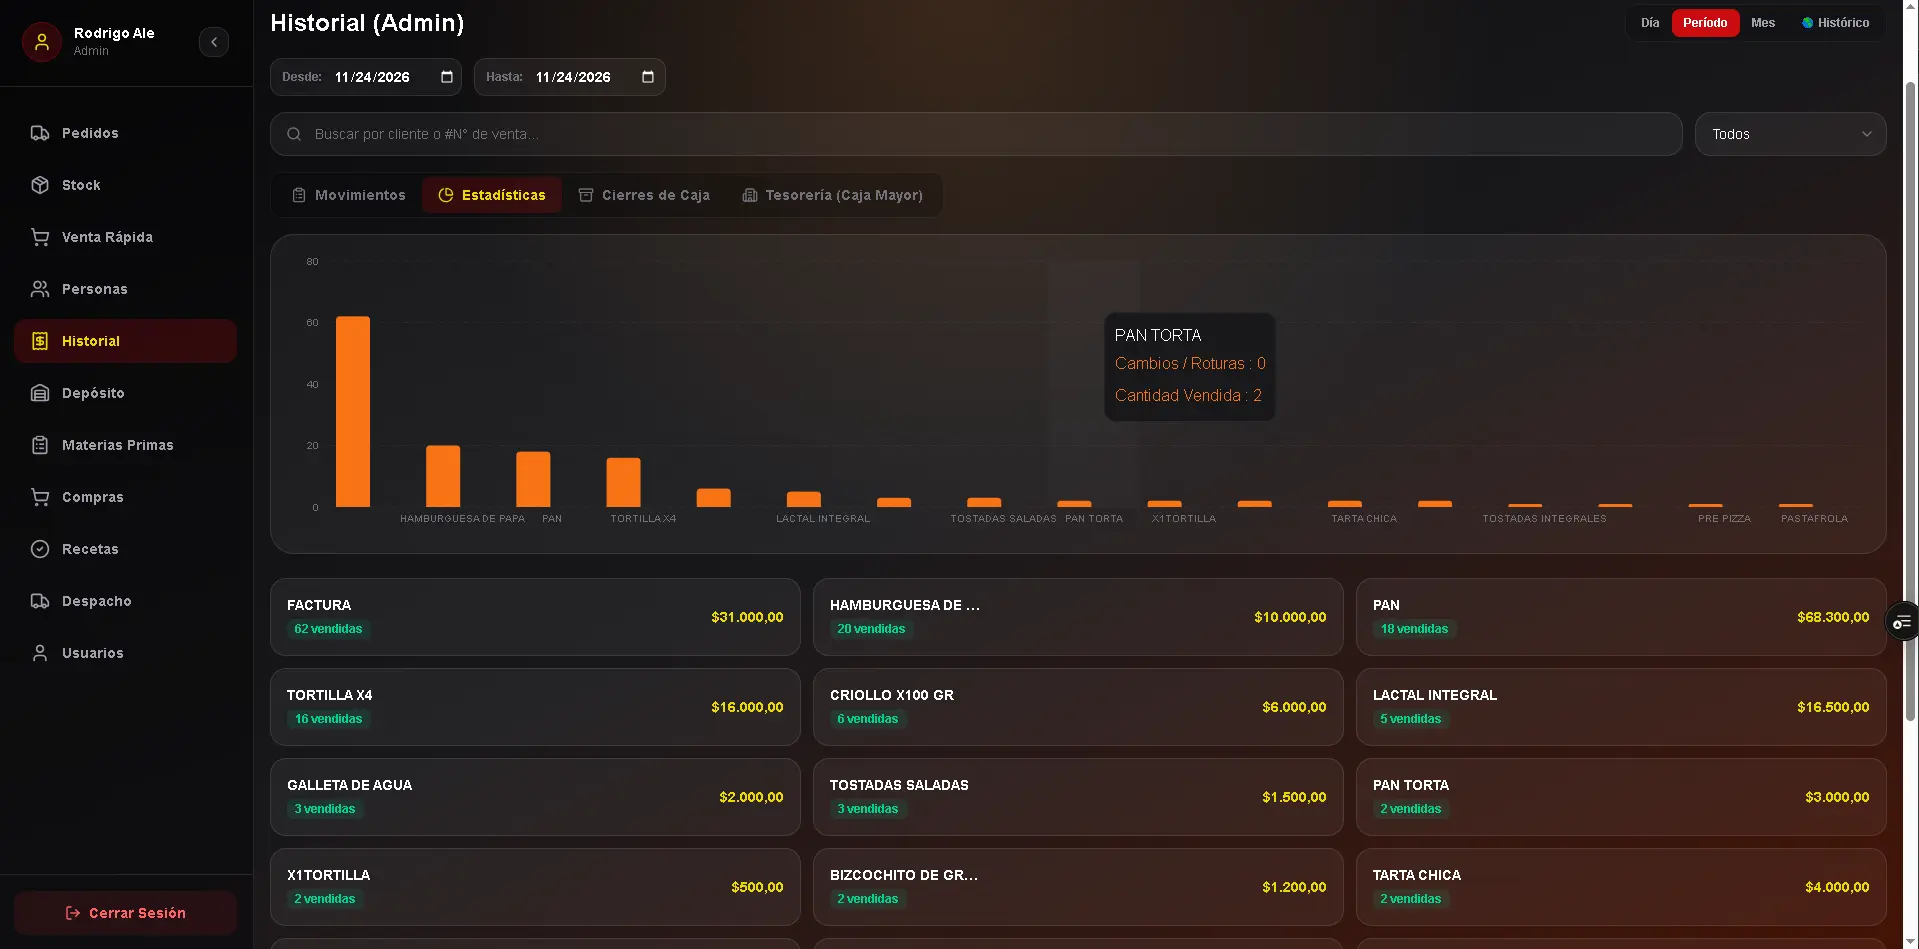 Rodrigo Ale
Admin
Pedidos
Stock
Venta Rápida
Personas
Historial
Depósito
Materias Primas
Compras
Recetas
Despacho
Usuarios
Cerrar Sesión
Historial (Admin)
Día Período Mes Histórico
Desde: 11/24/2026 Hasta: 11/24/2026
Buscar por cliente o #N° de venta...
Todos
Movimientos Estadísticas Cierres de Caja Tesorería (Caja Mayor)
80
60
40
20
0
PAN TORTA
Cambios / Roturas : 0
Cantidad Vendida : 2
HAMBURGUESA DE PAPA PAN TORTILLA X4 LACTAL INTEGRAL TOSTADAS SALADAS PAN TORTA X1TORTILLA TARTA CHICA TOSTADAS INTEGRALES PRE PIZZA PASTAFROLA
FACTURA
62 vendidas
$31.000,00
HAMBURGUESA DE ...
20 vendidas
$10.000,00
PAN
18 vendidas
$68.300,00
TORTILLA X4
16 vendidas
$16.000,00
CRIOLLO X100 GR
6 vendidas
$6.000,00
LACTAL INTEGRAL
5 vendidas
$16.500,00
GALLETA DE AGUA
3 vendidas
$2.000,00
TOSTADAS SALADAS
3 vendidas
$1.500,00
PAN TORTA
2 vendidas
$3.000,00
X1TORTILLA
2 vendidas
$500,00
BIZCOCHITO DE GR...
2 vendidas
$1.200,00
TARTA CHICA
2 vendidas
$4.000,00